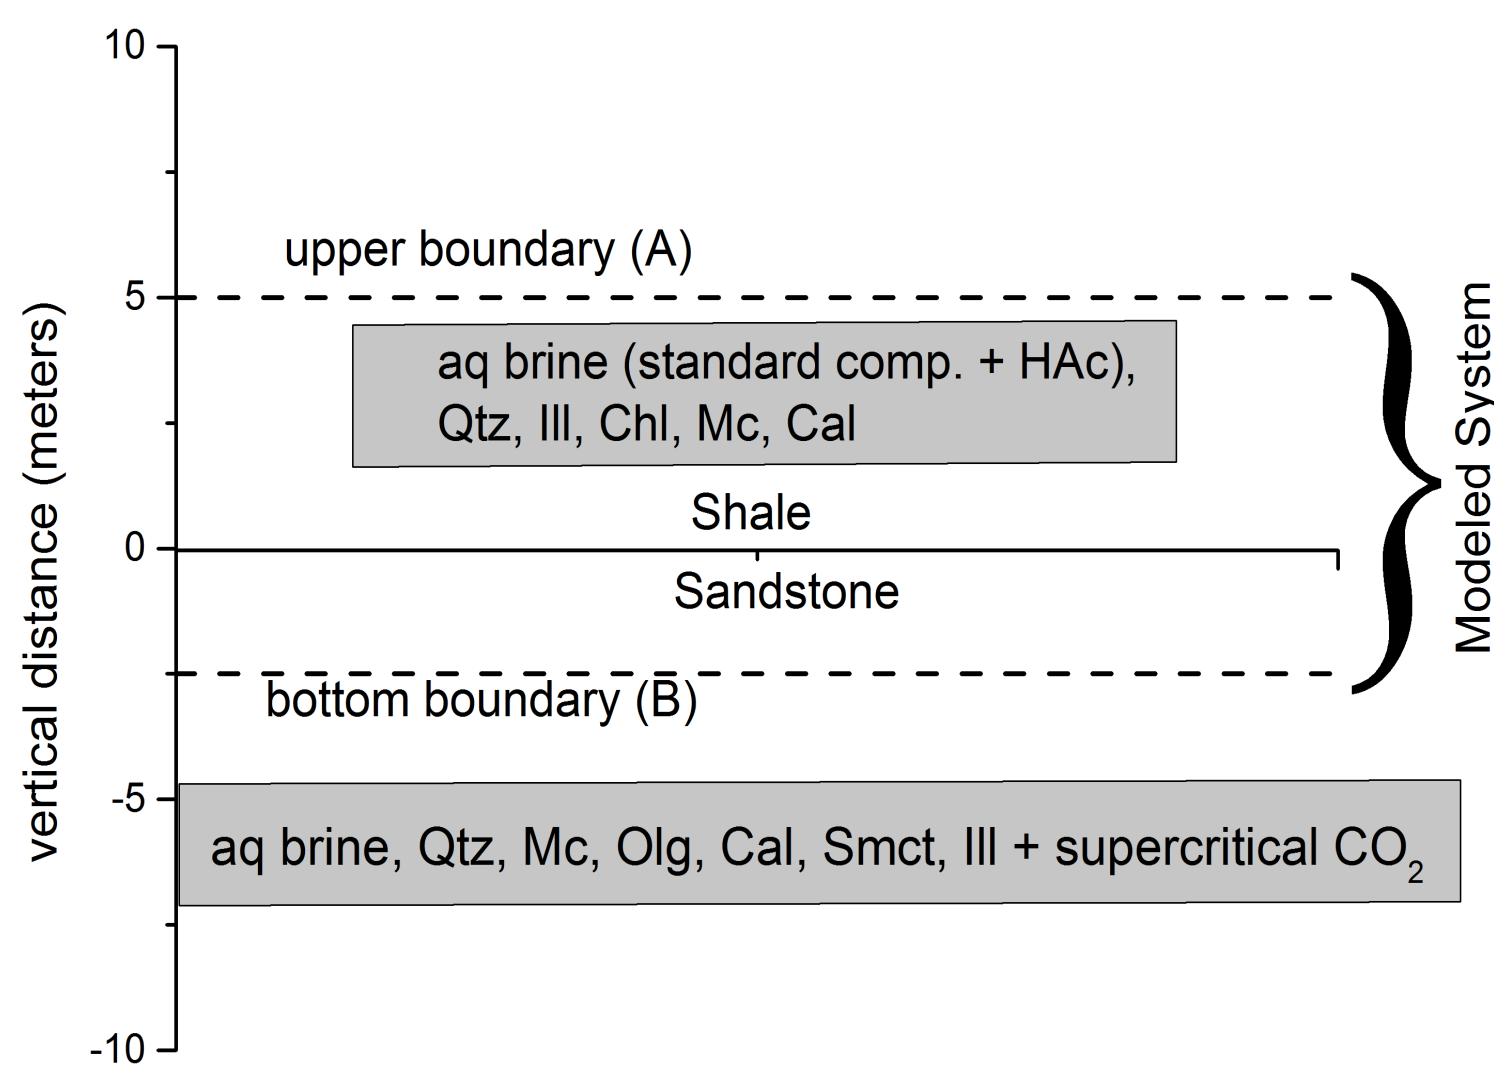 10
upper boundary (A)
5
aq brine (standard comp. + HAc),
Qtz, Ill, Chl, Mc, Cal
Shale
0
Sandstone
bottom boundary (B)
-5
aq brine, Qtz, Mc, Olg, Cal, Smct, Ill + supercritical CO₂
-10
vertical distance (meters)
Modeled System